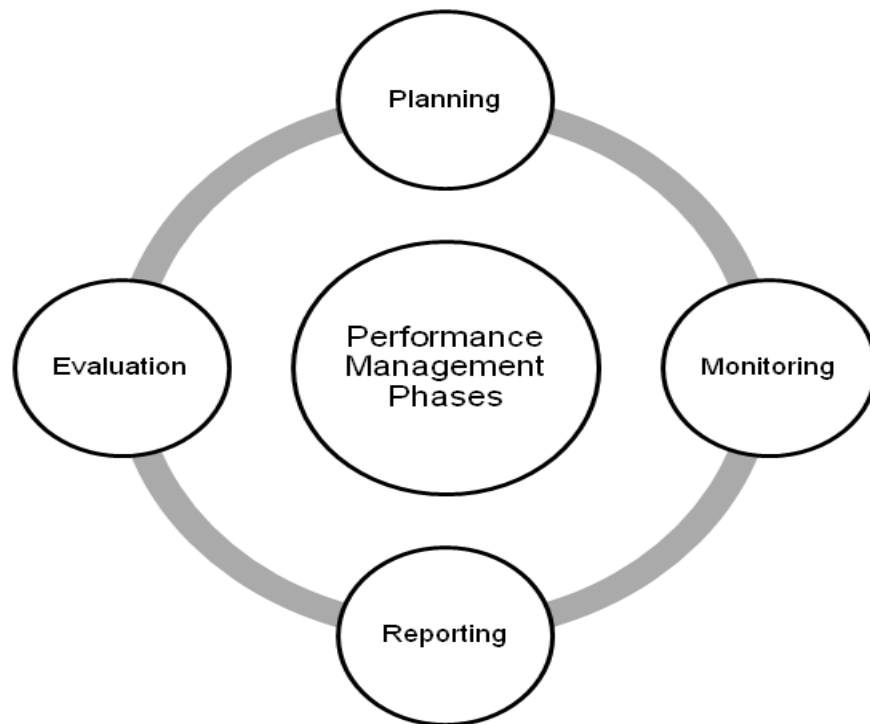 Planning
Evaluation
Performance
Management
Phases
Monitoring
Reporting